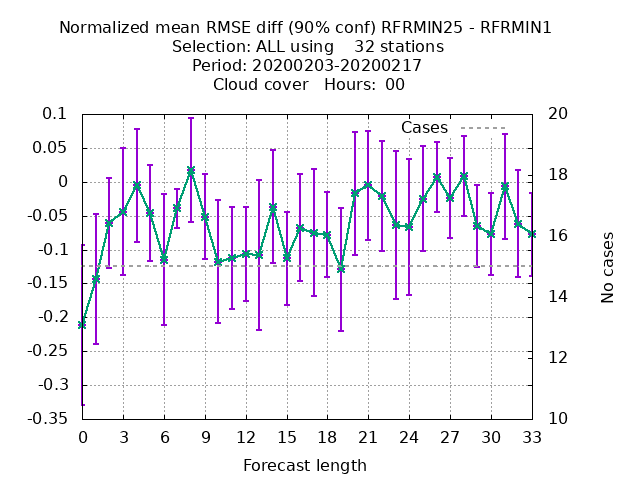 Normalized mean RMSE diff (90% conf) RFRMIN25 - RFRMIN1
Selection: ALL using    32 stations
Period: 20200203-20200217
Cloud cover   Hours:  00
Cases
0.1
0.05
0
-0.05
-0.1
-0.15
-0.2
-0.25
-0.3
-0.35
20
18
16
14
12
10
No cases
0 3 6 9 12 15 18 21 24 27 30 33
Forecast length